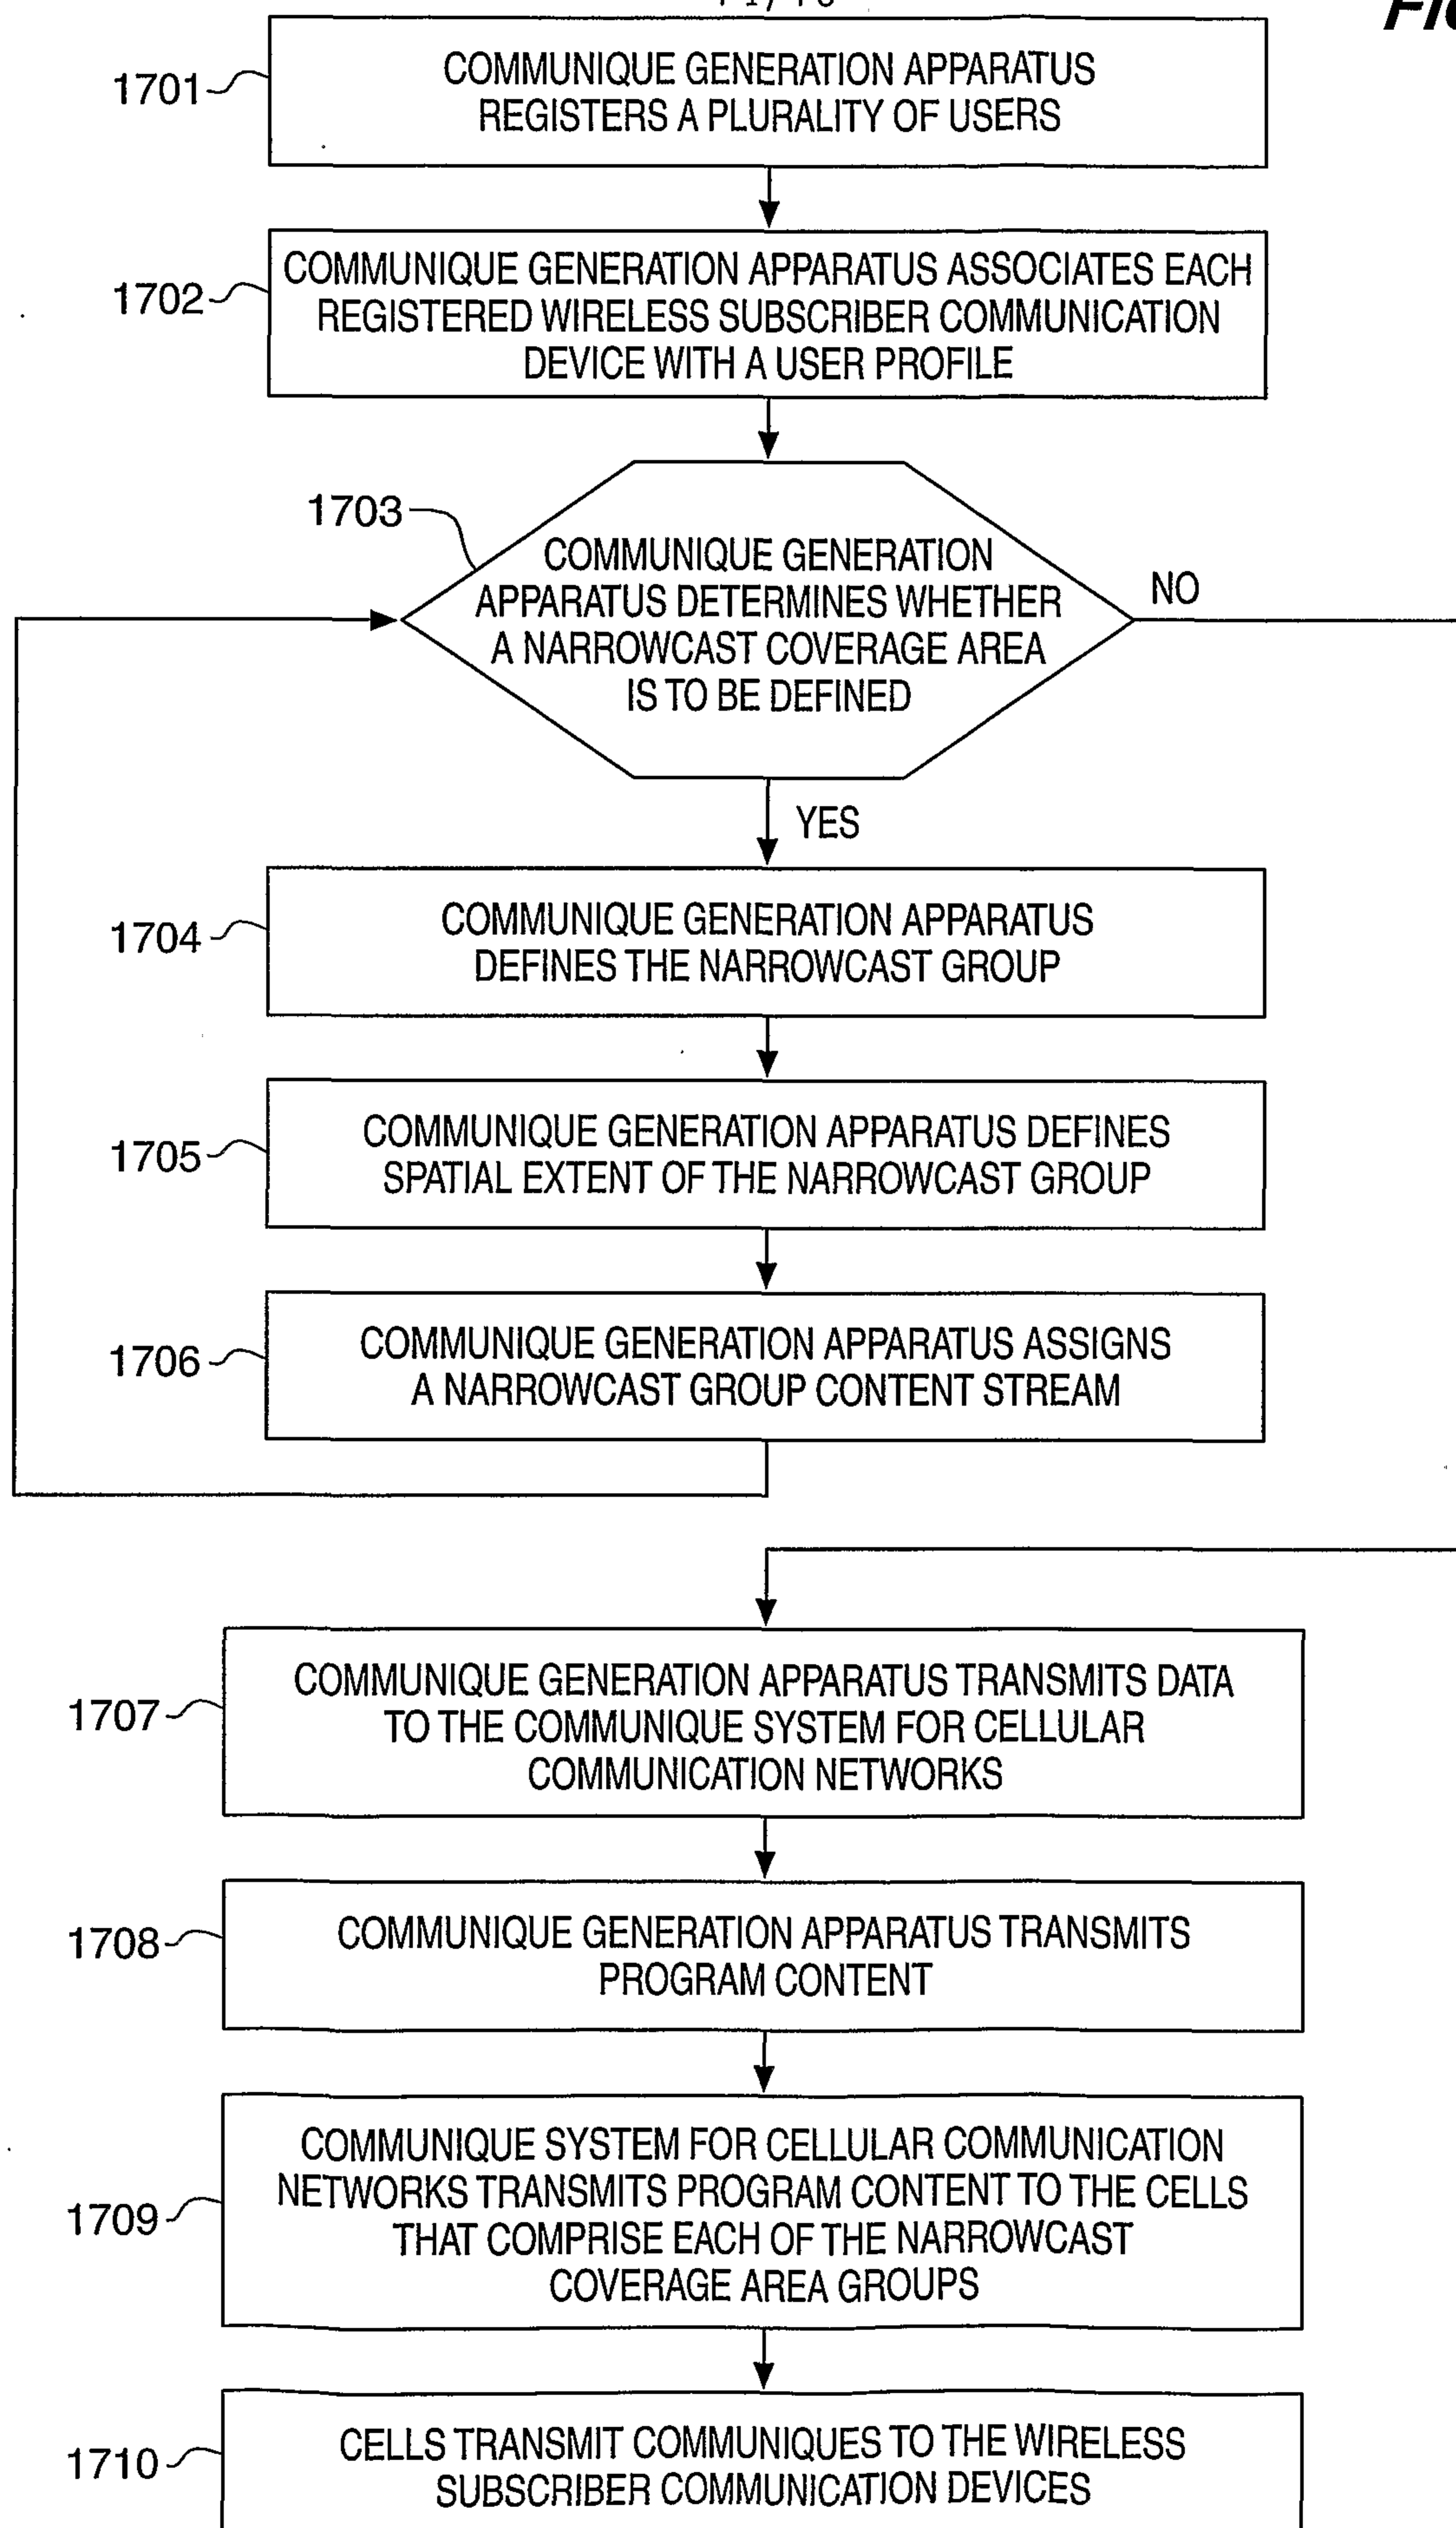 1701
COMMUNIQUE GENERATION APPARATUS
REGISTERS A PLURALITY OF USERS
1702
COMMUNIQUE GENERATION APPARATUS ASSOCIATES EACH
REGISTERED WIRELESS SUBSCRIBER COMMUNICATION
DEVICE WITH A USER PROFILE
1703
COMMUNIQUE GENERATION
APPARATUS DETERMINES WHETHER
A NARROWCAST COVERAGE AREA
IS TO BE DEFINED
NO
YES
1704
COMMUNIQUE GENERATION APPARATUS
DEFINES THE NARROWCAST GROUP
1705
COMMUNIQUE GENERATION APPARATUS DEFINES
SPATIAL EXTENT OF THE NARROWCAST GROUP
1706
COMMUNIQUE GENERATION APPARATUS ASSIGNS
A NARROWCAST GROUP CONTENT STREAM
1707
COMMUNIQUE GENERATION APPARATUS TRANSMITS DATA
TO THE COMMUNIQUE SYSTEM FOR CELLULAR
COMMUNICATION NETWORKS
1708
COMMUNIQUE GENERATION APPARATUS TRANSMITS
PROGRAM CONTENT
1709
COMMUNIQUE SYSTEM FOR CELLULAR COMMUNICATION
NETWORKS TRANSMITS PROGRAM CONTENT TO THE CELLS
THAT COMPRISE EACH OF THE NARROWCAST
COVERAGE AREA GROUPS
1710
CELLS TRANSMIT COMMUNIQUES TO THE WIRELESS
SUBSCRIBER COMMUNICATION DEVICES